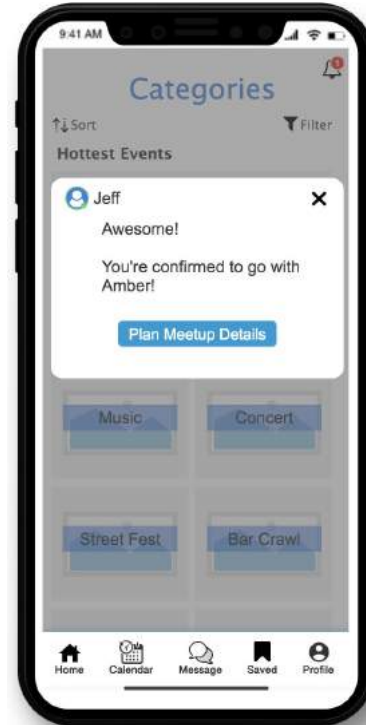 9:41 AM
1
Categories
Sort
Filter
Hottest Events
Jeff
Awesome!
You're confirmed to go with
Amber!
Plan Meetup Details
Music
Concert
Street Fest
Bar Crawl
Home
Calendar
Message
Saved
Profile